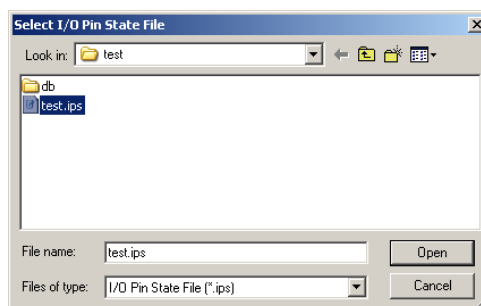 Select I/O Pin State File
Look in: test
db
test.ips
File name: test.ips Open
Files of type: I/O Pin State File (*.ips) Cancel